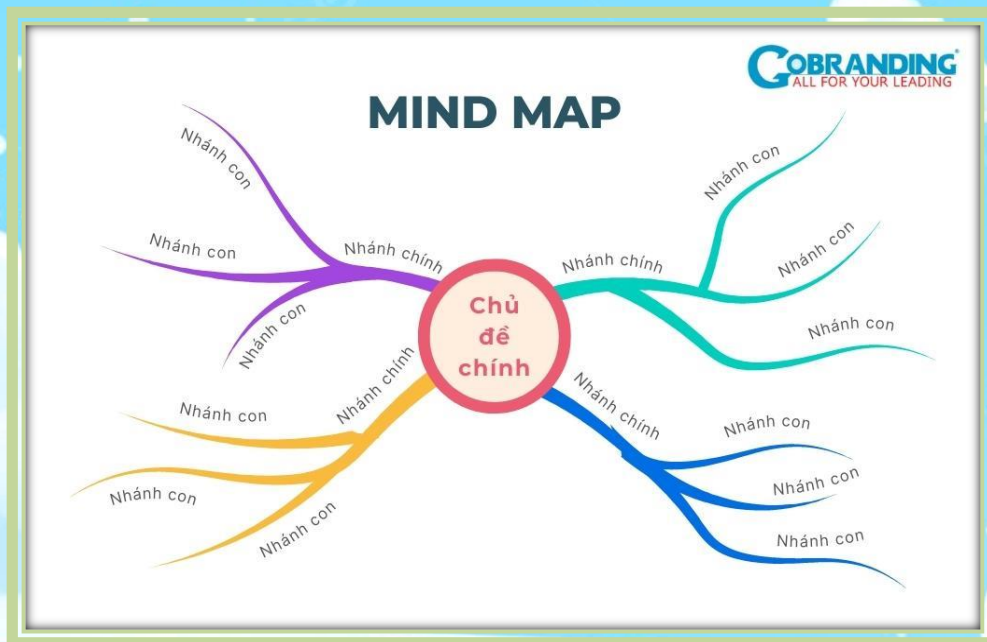 GOBRANDING
ALL FOR YOUR LEADING
MIND MAP
Nhánh con
Nhánh con
Nhánh con
Nhánh chính
Nhánh chính
Nhánh con
Nhánh con
Nhánh con
Chủ
đề
chính
Nhánh chính
Nhánh con
Nhánh con
Nhánh con
Nhánh chính
Nhánh con
Nhánh con
Nhánh con